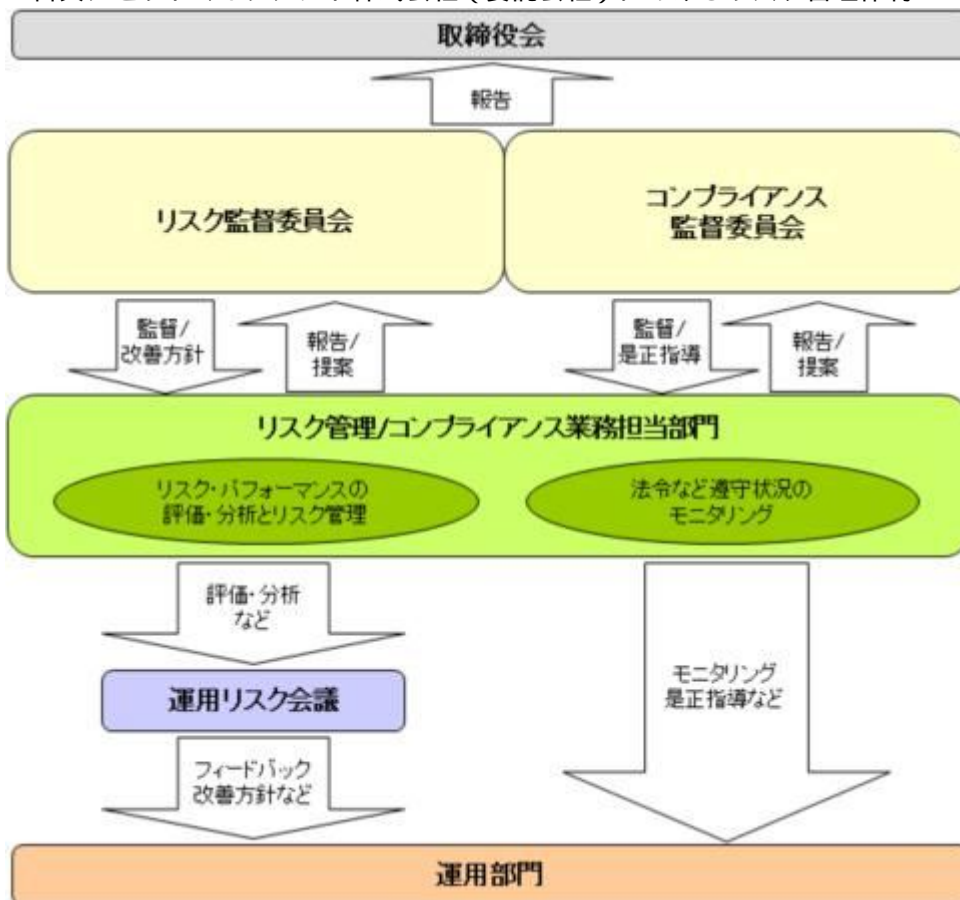 取締役会
報告
リスク監督委員会
コンプライアンス
監督委員会
監督/
改善方針
報告/
提案
監督/
是正指導
報告/
提案
リスク管理/コンプライアンス業務担当部門
リスク・パフォーマンスの
評価・分析とリスク管理
法令など遵守状況の
モニタリング
評価・分析
など
運用リスク会議
モニタリング
是正指導など
フィードバック
改善方針など
運用部門